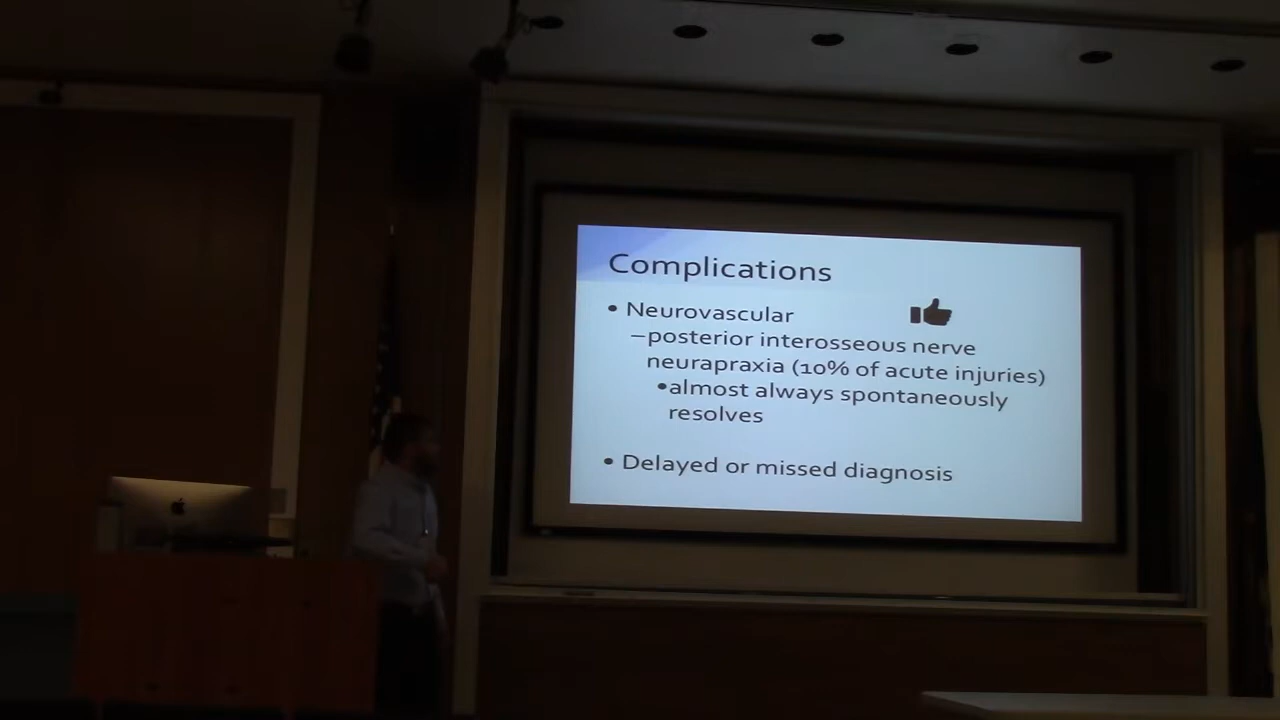 Complications
• Neurovascular
–posterior interosseous nerve
neurapraxia (10% of acute injuries)
•almost always spontaneously
resolves
• Delayed or missed diagnosis